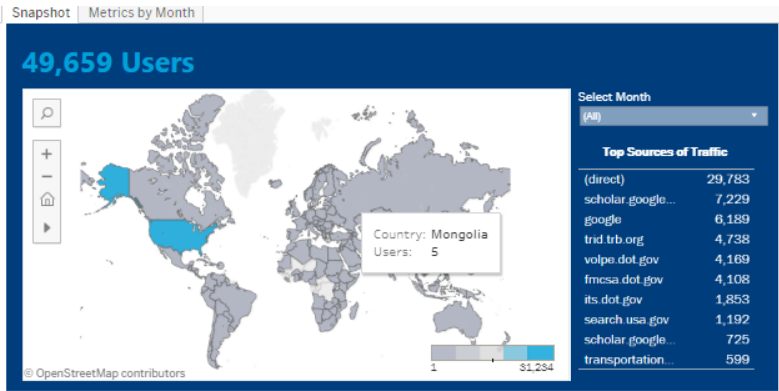 Snapshot Metrics by Month
49,659 Users
Select Month
(All)
Top Sources of Traffic
(direct) 29,783
scholar.google... 7,229
google 6,189
trid.trb.org 4,738
volpe.dot.gov 4,169
fmcsa.dot.gov 4,108
its.dot.gov 1,853
search.usa.gov 1,192
scholar.google... 725
transportation... 599
Country: Mongolia
Users: 5
1 31,234
© OpenStreetMap contributors